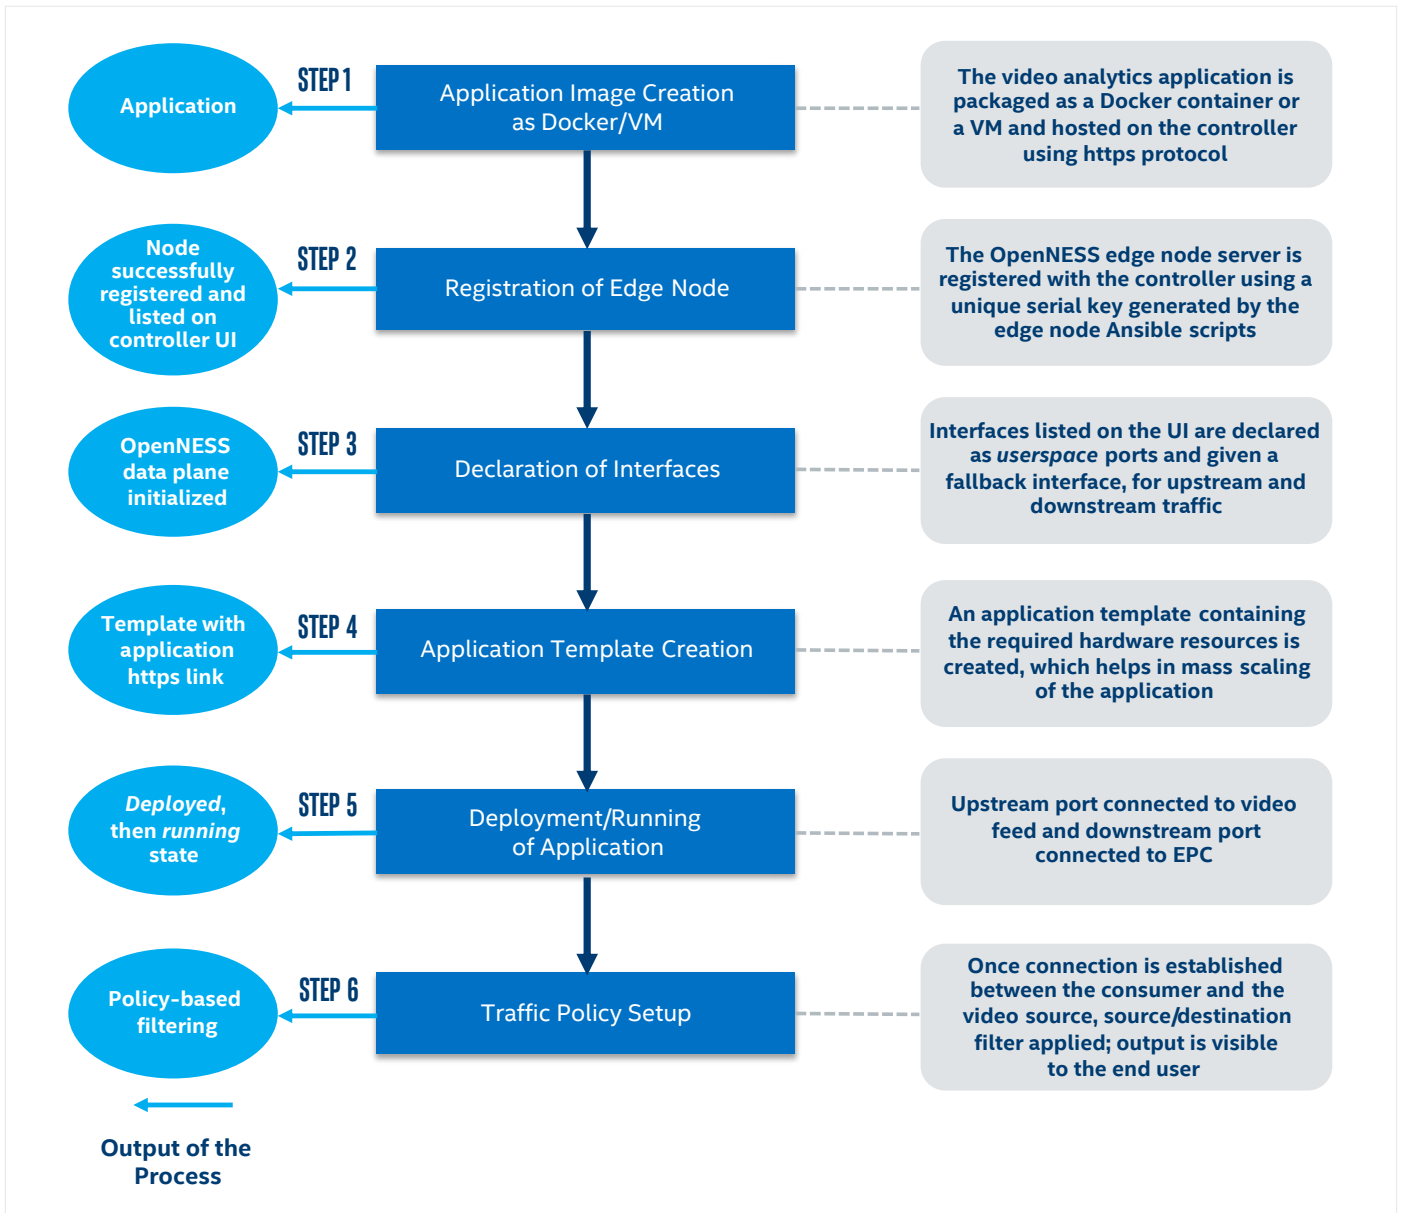 Application
STEP 1
Application Image Creation
as Docker/VM
The video analytics application is
packaged as a Docker container or
a VM and hosted on the controller
using https protocol
Node
successfully
registered and
listed on
controller UI
STEP 2
Registration of Edge Node
The OpenNESS edge node server is
registered with the controller using a
unique serial key generated by the
edge node Ansible scripts
OpenNESS
data plane
initialized
STEP 3
Declaration of Interfaces
Interfaces listed on the UI are declared
as userspace ports and given a
fallback interface, for upstream and
downstream traffic
Template with
application
https link
STEP 4
Application Template Creation
An application template containing
the required hardware resources is
created, which helps in mass scaling
of the application
Deployed,
then running
state
STEP 5
Deployment/Running
of Application
Upstream port connected to video
feed and downstream port
connected to EPC
Policy-based
filtering
STEP 6
Traffic Policy Setup
Once connection is established
between the consumer and the
video source, source/destination
filter applied; output is visible
to the end user
Output of the
Process